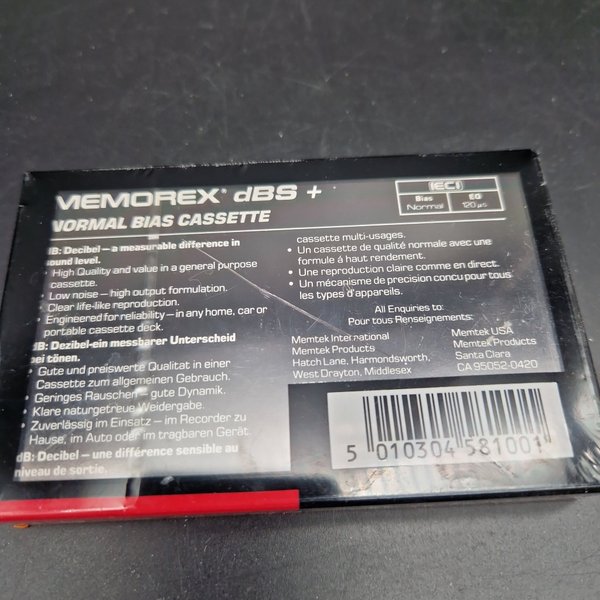 MEMOREX® dBS +
NORMAL BIAS CASSETTE
IECI
Bias
Normal
EQ
120 µs
dB: Decibel – a measurable difference in
sound level.
• High Quality and value in a general purpose
cassette.
• Low noise – high output formulation.
• Clear life-like reproduction.
• Engineered for reliability – in any home, car or
portable cassette deck.
dB: Dezibel-ein messbarer Unterscheid
bei tönen.
• Gute und preiswerte Qualitat in einer
Cassette zum allgemeinen Gebrauch.
• Geringes Rauschen – gute Dynamik.
• Klare naturgetreue Weidergabe.
• Zuverlässig im Einsatz – im Recorder zu
Hause, im Auto oder im tragbaren Gerät.
dB: Decibel – une différence sensible au
niveau de sortie.
cassette multi-usages.
• Un cassette de qualité normale avec une
formule á haut rendement.
• Une reproduction claire comme en direct.
• Un mécanisme de precision concu pour tous
les types d'appareils.
All Enquiries to:
Pour tous Renseignements:
Memtek International
Memtek Products
Hatch Lane, Harmondsworth,
West Drayton, Middlesex
Memtek USA
Memtek Products
Santa Clara
CA 95052-0420
5 010304 581001